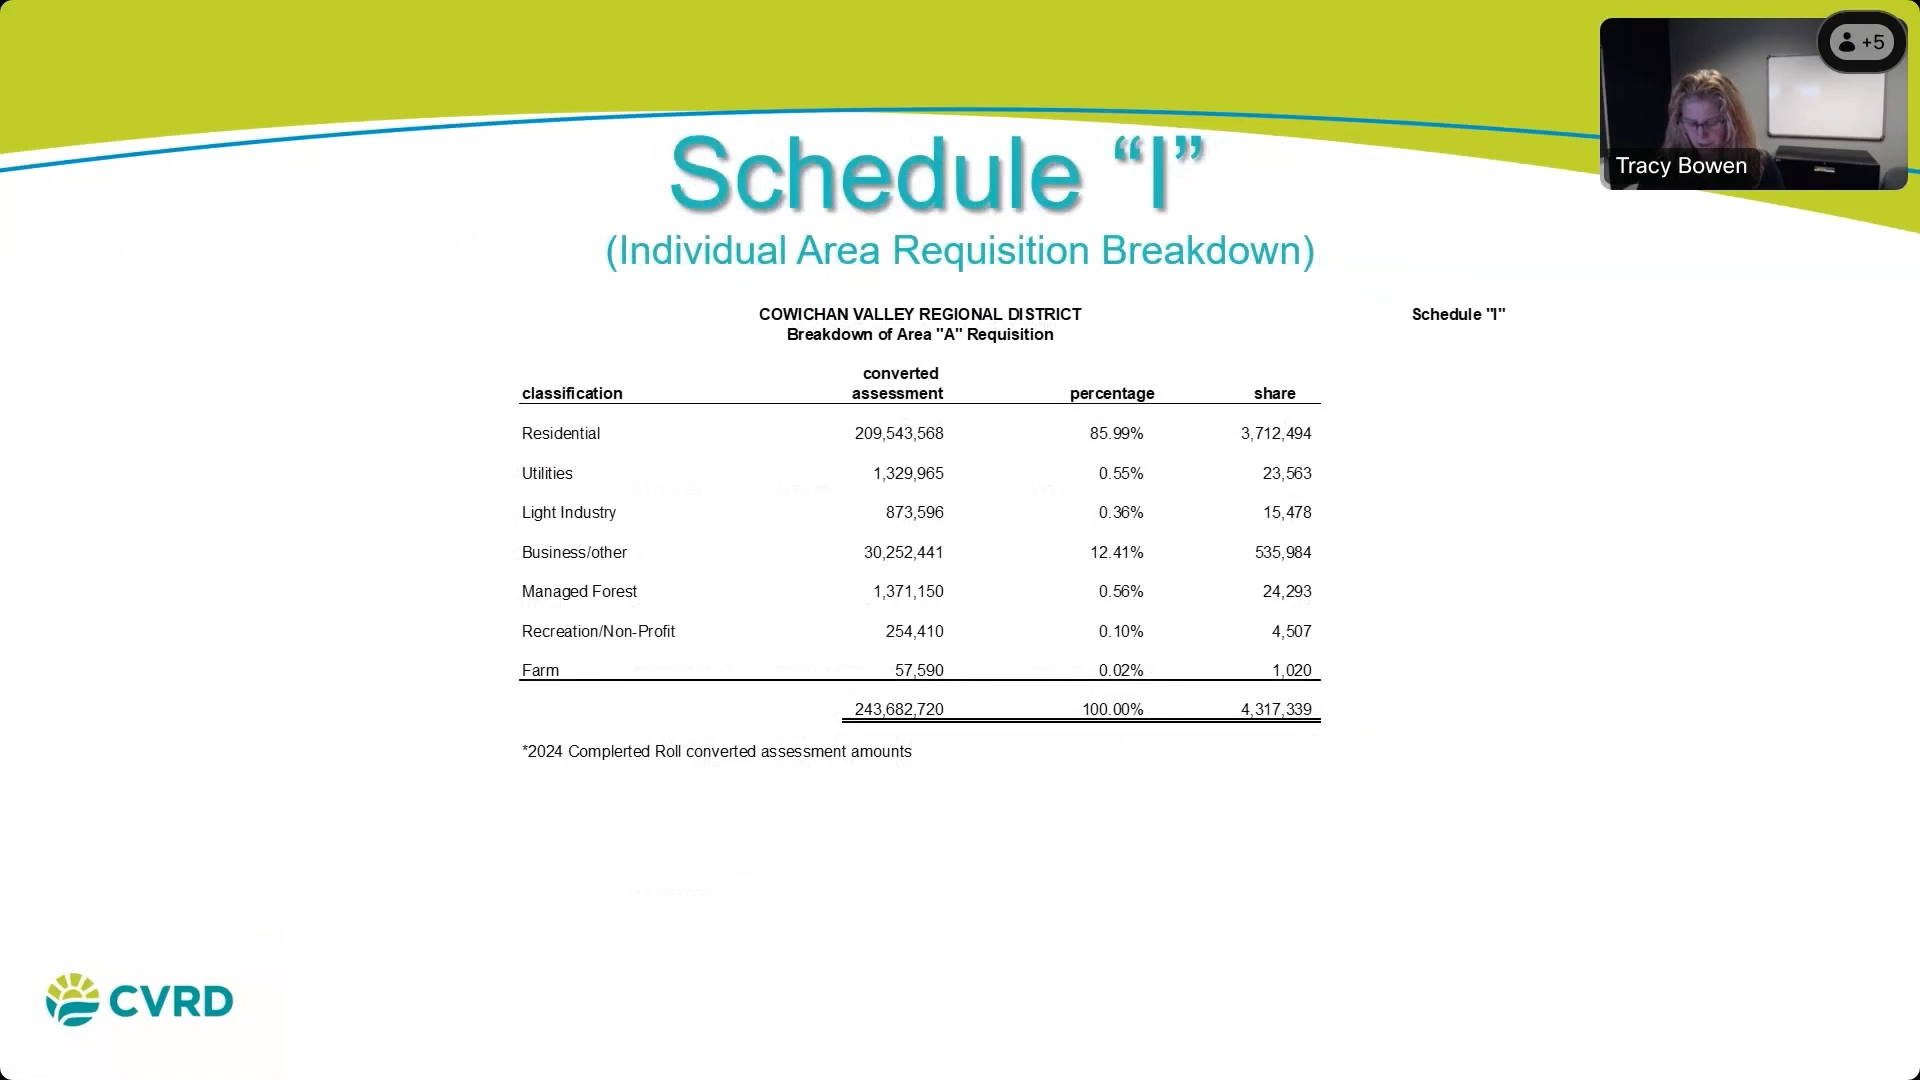 +5
Tracy Bowen
Schedule “I”
(Individual Area Requisition Breakdown)
COWICHAN VALLEY REGIONAL DISTRICT
Schedule "I"
Breakdown of Area "A" Requisition
converted
classification assessment percentage share
Residential 209,543,568 85.99% 3,712,494
Utilities 1,329,965 0.55% 23,563
Light Industry 873,596 0.36% 15,478
Business/other 30,252,441 12.41% 535,984
Managed Forest 1,371,150 0.56% 24,293
Recreation/Non-Profit 254,410 0.10% 4,507
Farm 57,590 0.02% 1,020
243,682,720 100.00% 4,317,339
*2024 Complerted Roll converted assessment amounts
CVRD